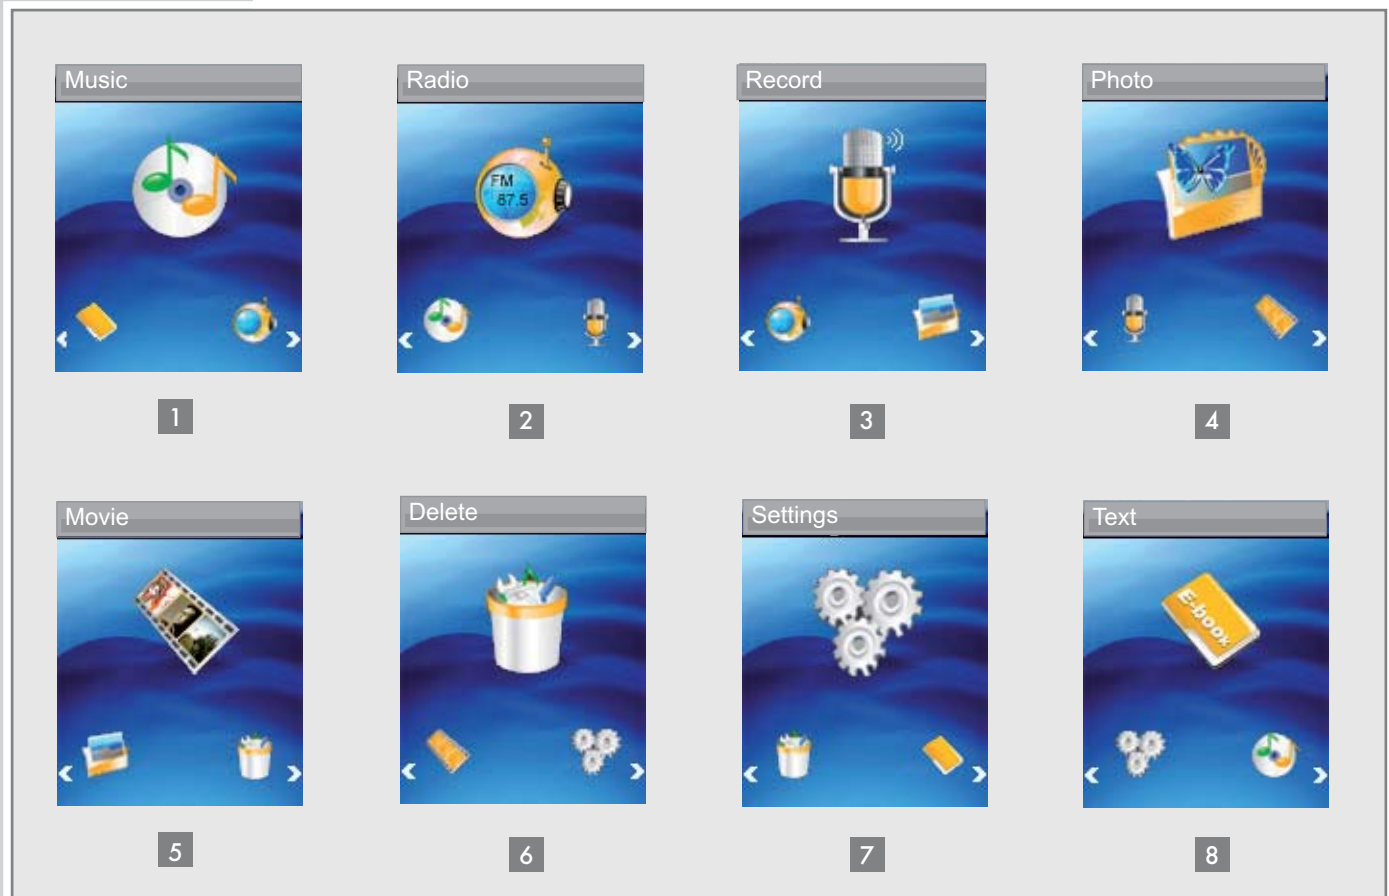 Music
Radio
Record
Photo
FM
87.5
1
2
3
4
Movie
Delete
Settings
Text
E-book
5
6
7
8